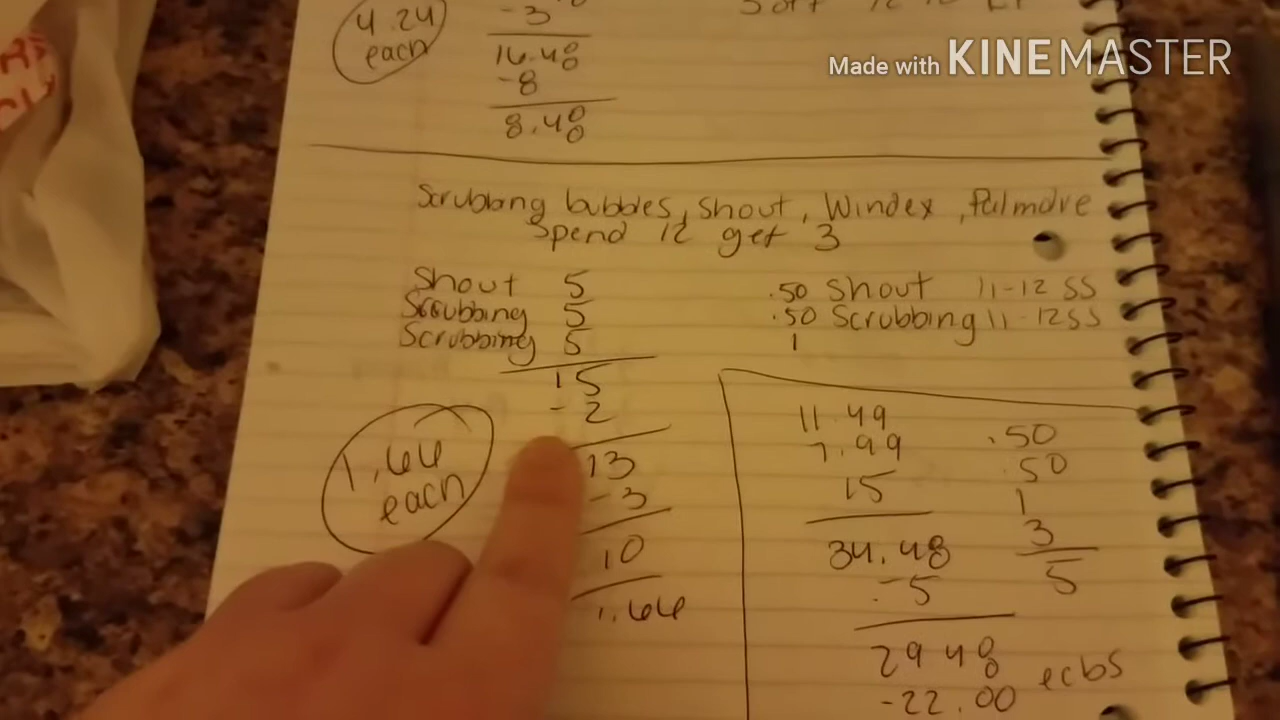 Made with KINEMASTER
4.24
each
-3
16.48
-8
8.48
Scrubbing bubbles, Shout, Windex, Palmolve
Spend 12 get 3
Shout 5
Scrubbing 5
Scrubbing 5
15
-2
13
-3
10
1.66
1.66
each
.50 Shout 11-12 SS
.50 Scrubbing 11-12 SS
1
11.49
7.99
15
34.48
-5
29 48
-22.00
ecbs
.50
.50
1
3
5